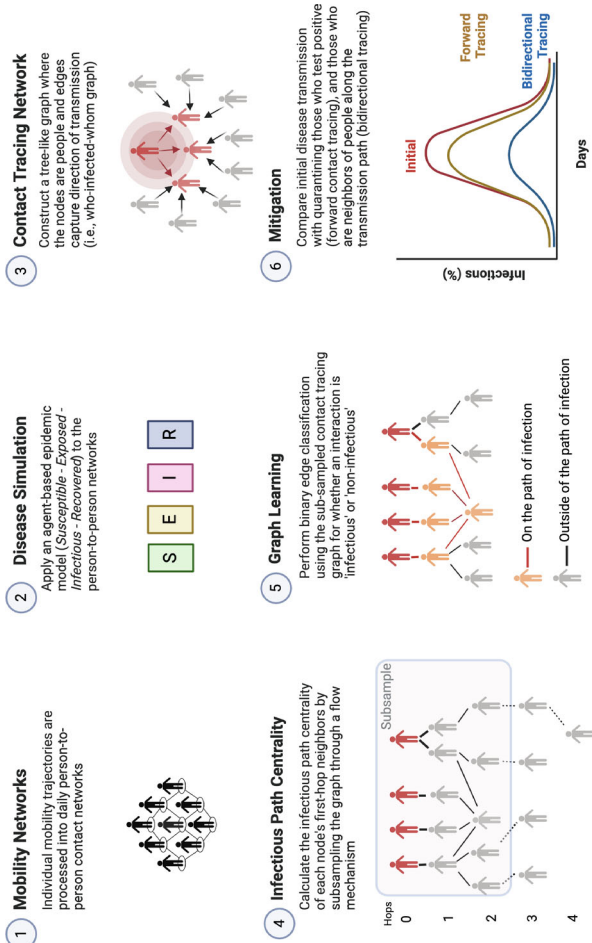 1 Mobility Networks
Individual mobility trajectories are
processed into daily person-to-
person contact networks
2 Disease Simulation
Apply an agent-based epidemic
model (Susceptible - Exposed -
Infectious - Recovered) to the
person-to-person networks
S E I R
3 Contact Tracing Network
Construct a tree-like graph where
the nodes are people and edges
capture direction of transmission
(i.e., who-infected-whom graph)
4 Infectious Path Centrality
Calculate the infectious path centrality
of each node's first-hop neighbors by
subsampling the graph through a flow
mechanism
Hops
Subsample
0
1
2
3
4
5 Graph Learning
Perform binary edge classification
using the sub-sampled contact tracing
graph for whether an interaction is
'infectious' or 'non-infectious'
On the path of infection
Outside of the path of infection
6 Mitigation
Compare initial disease transmission
with quarantining those who test positive
(forward contact tracing), and those who
are neighbors of people along the
transmission path (bidirectional tracing)
Infections (%)
Initial
Forward
Tracing
Bidirectional
Tracing
Days